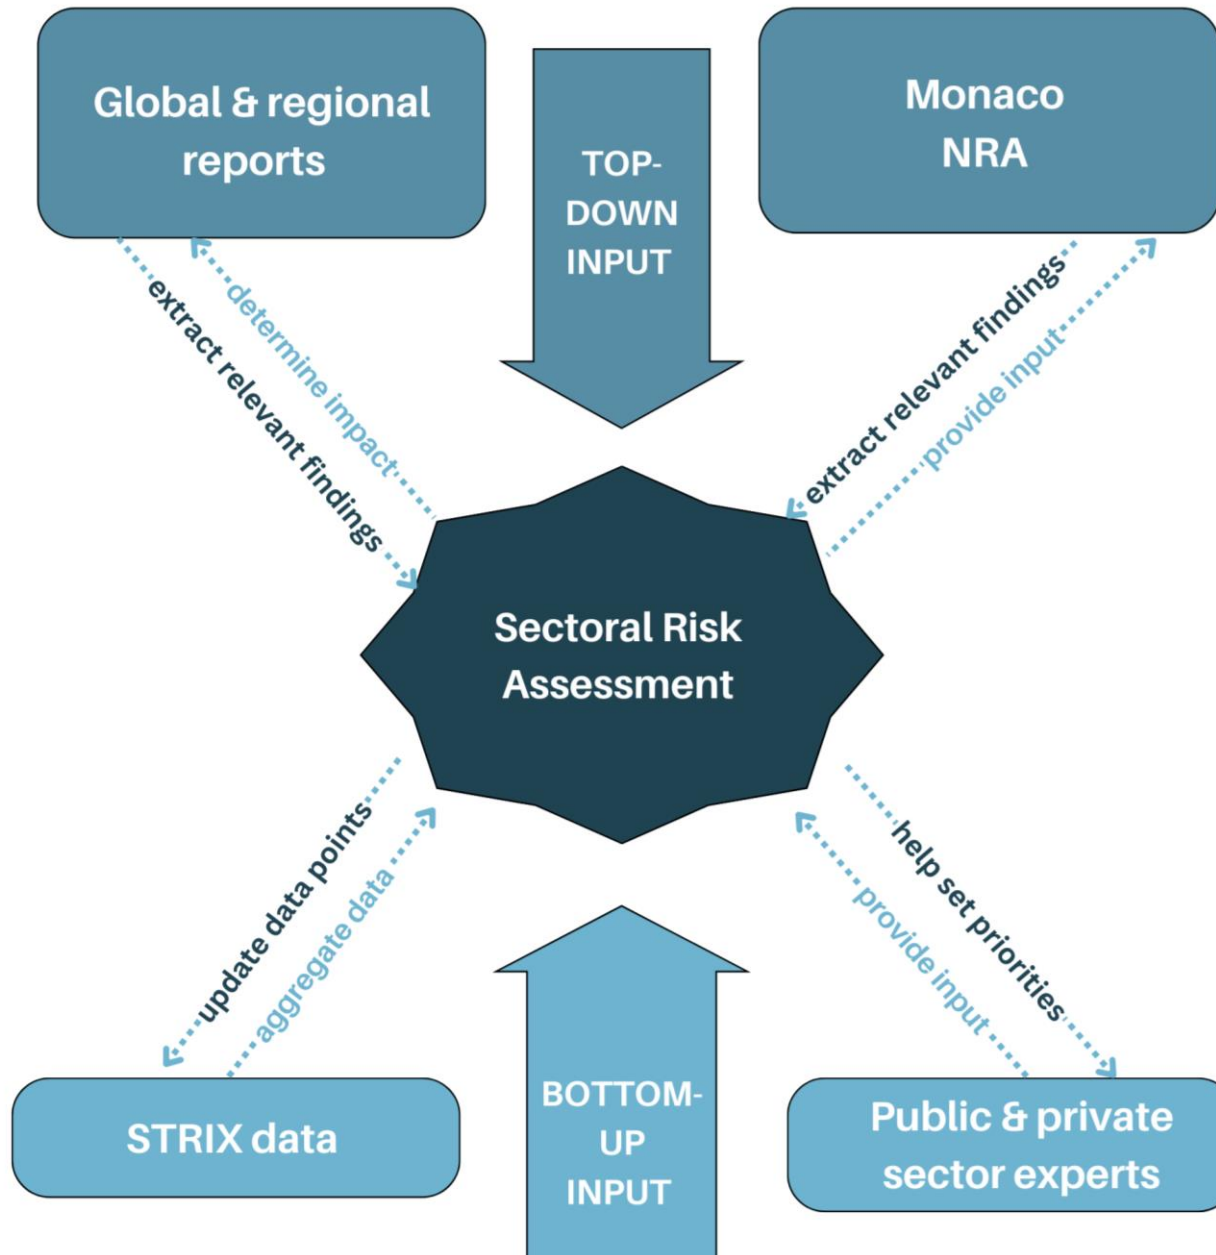 Global & regional
reports
TOP-
DOWN
INPUT
Monaco
NRA
extract relevant findings
determine impact
extract relevant findings
provide input
Sectoral Risk
Assessment
update data points
aggregate data
help set priorities
provide input
STRIX data
BOTTOM-
UP
INPUT
Public & private
sector experts